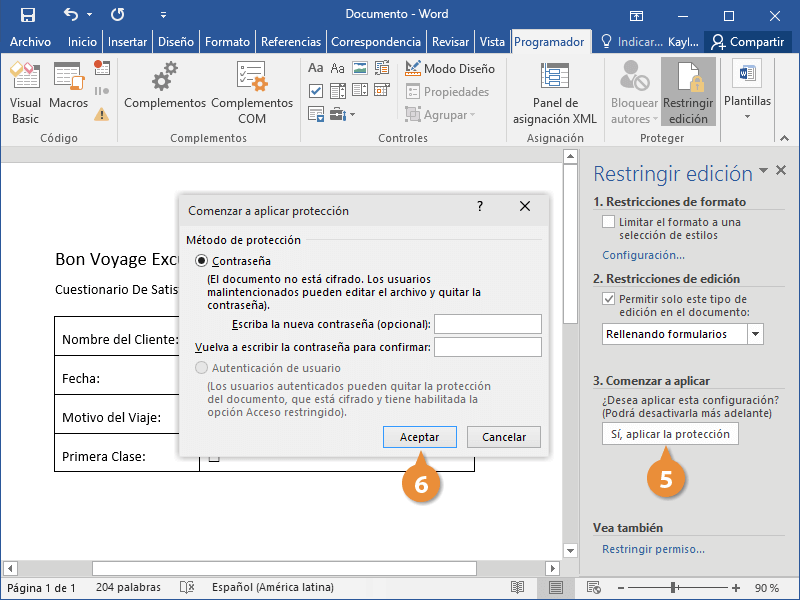 Documento - Word
Archivo Inicio Insertar Diseño Formato Referencias Correspondencia Revisar Vista Programador Indicar... Kayl... Compartir
Visual Basic
Macros
Complementos
Complementos COM
Aa Aa
Modo Diseño
Propiedades
Agrupar
Panel de asignación XML
Bloquear autores
Restringir edición
Plantillas
Código Complementos Controles Asignación Proteger
Bon Voyage Exc
Cuestionario De Satis
Nombre del Cliente:
Fecha:
Motivo del Viaje:
Primera Clase:
Comenzar a aplicar protección ?
Método de protección
Contraseña
(El documento no está cifrado. Los usuarios
malintencionados pueden editar el archivo y quitar la
contraseña).
Escriba la nueva contraseña (opcional):
Vuelva a escribir la contraseña para confirmar:
Autenticación de usuario
(Los usuarios autenticados pueden quitar la protección
del documento, que está cifrado y tiene habilitada la
opción Acceso restringido).
Aceptar Cancelar
6
Restringir edición
1. Restricciones de formato
Limitar el formato a una
selección de estilos
Configuración...
2. Restricciones de edición
Permitir solo este tipo de
edición en el documento:
Rellenando formularios
3. Comenzar a aplicar
¿Desea aplicar esta configuración?
(Podrá desactivarla más adelante)
Sí, aplicar la protección
5
Vea también
Restringir permiso...
Página 1 de 1 204 palabras Español (América latina) 90 %